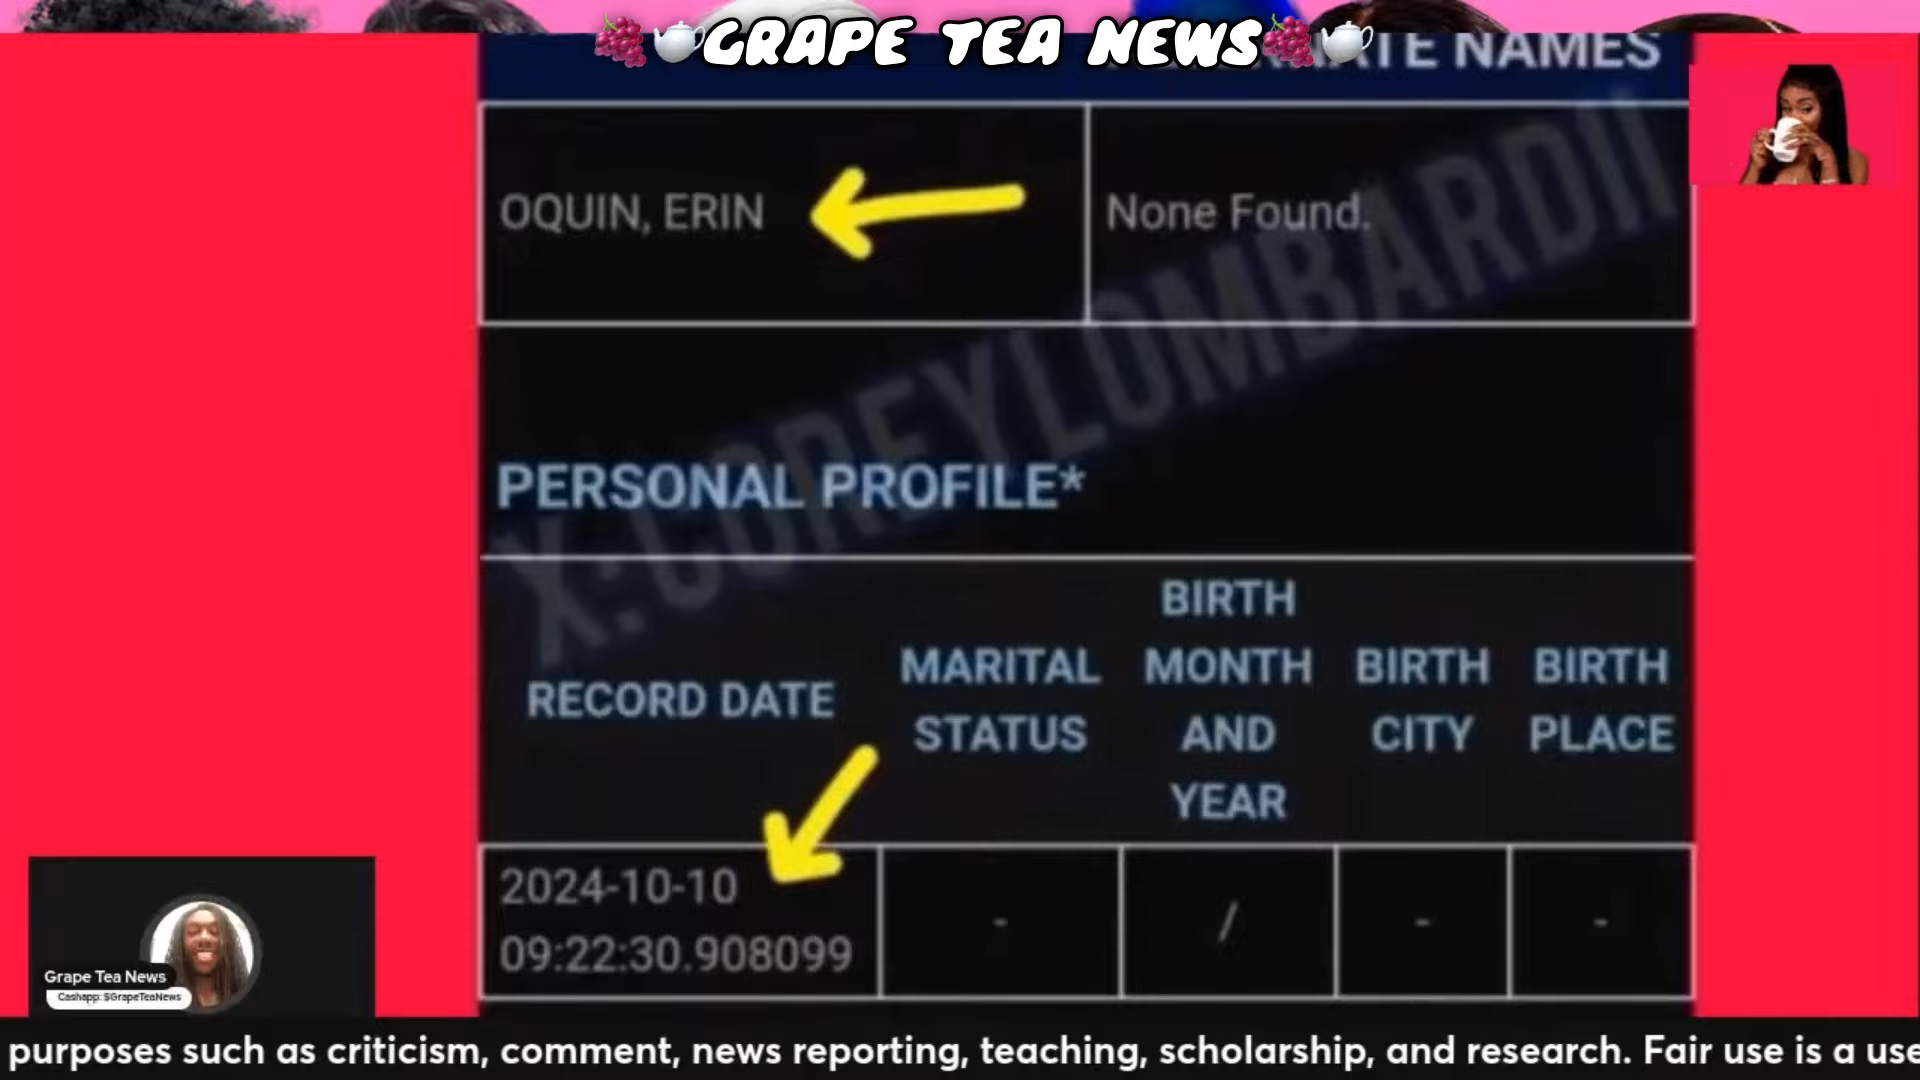 GRAPE TEA NEWS
NAMES
OQUIN, ERIN
None Found.
X:COREYLOMBARDII
PERSONAL PROFILE*
RECORD DATE
MARITAL
STATUS
BIRTH
MONTH
AND
YEAR
BIRTH
CITY
BIRTH
PLACE
2024-10-10
09:22:30.908099
-
/
-
-
Grape Tea News
Cashapp: $GrapeTeaNews
purposes such as criticism, comment, news reporting, teaching, scholarship, and research. Fair use is a use